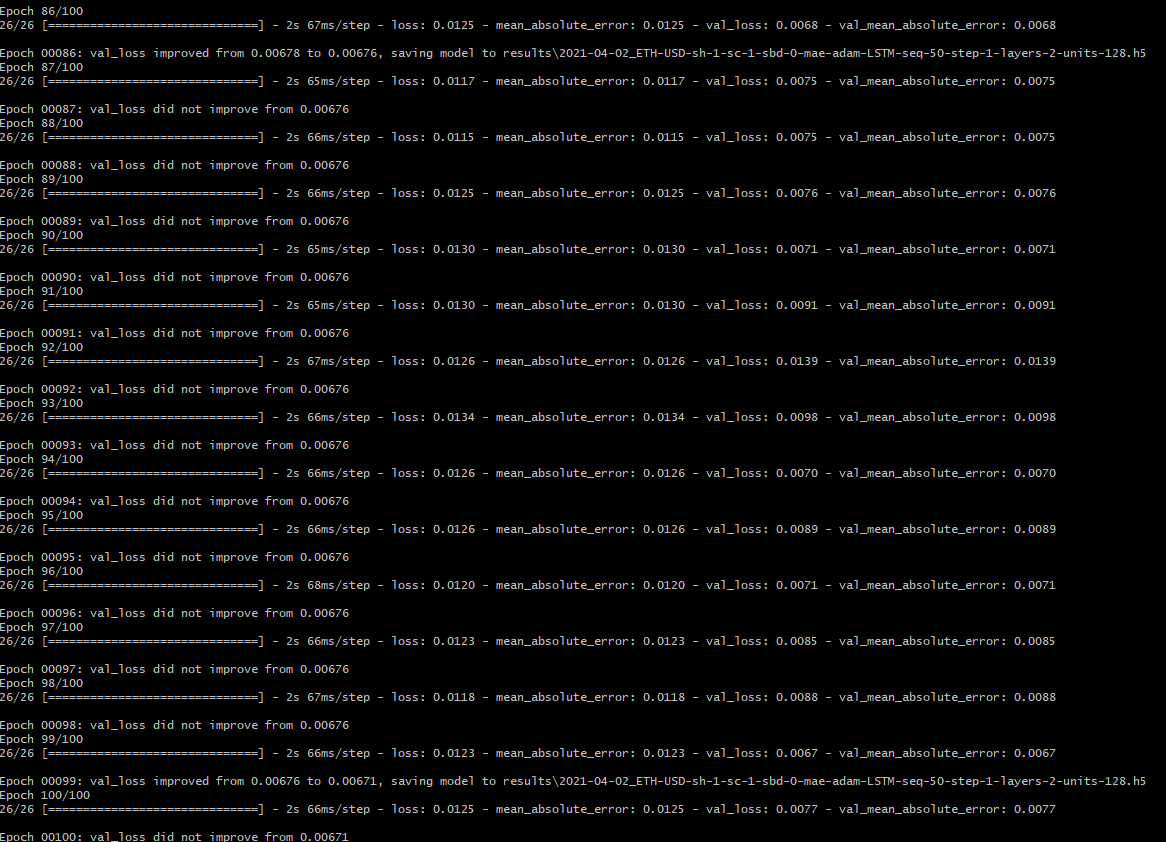 Epoch 86/100
26/26 [==============================] - 2s 67ms/step - loss: 0.0125 - mean_absolute_error: 0.0125 - val_loss: 0.0068 - val_mean_absolute_error: 0.0068
Epoch 00086: val_loss improved from 0.00678 to 0.00676, saving model to results\2021-04-02_ETH-USD-sh-1-sc-1-sbd-0-mae-adam-LSTM-seq-50-step-1-layers-2-units-128.h5
Epoch 87/100
26/26 [==============================] - 2s 65ms/step - loss: 0.0117 - mean_absolute_error: 0.0117 - val_loss: 0.0075 - val_mean_absolute_error: 0.0075
Epoch 00087: val_loss did not improve from 0.00676
Epoch 88/100
26/26 [==============================] - 2s 66ms/step - loss: 0.0115 - mean_absolute_error: 0.0115 - val_loss: 0.0075 - val_mean_absolute_error: 0.0075
Epoch 00088: val_loss did not improve from 0.00676
Epoch 89/100
26/26 [==============================] - 2s 66ms/step - loss: 0.0125 - mean_absolute_error: 0.0125 - val_loss: 0.0076 - val_mean_absolute_error: 0.0076
Epoch 00089: val_loss did not improve from 0.00676
Epoch 90/100
26/26 [==============================] - 2s 65ms/step - loss: 0.0130 - mean_absolute_error: 0.0130 - val_loss: 0.0071 - val_mean_absolute_error: 0.0071
Epoch 00090: val_loss did not improve from 0.00676
Epoch 91/100
26/26 [==============================] - 2s 65ms/step - loss: 0.0130 - mean_absolute_error: 0.0130 - val_loss: 0.0091 - val_mean_absolute_error: 0.0091
Epoch 00091: val_loss did not improve from 0.00676
Epoch 92/100
26/26 [==============================] - 2s 67ms/step - loss: 0.0126 - mean_absolute_error: 0.0126 - val_loss: 0.0139 - val_mean_absolute_error: 0.0139
Epoch 00092: val_loss did not improve from 0.00676
Epoch 93/100
26/26 [==============================] - 2s 66ms/step - loss: 0.0134 - mean_absolute_error: 0.0134 - val_loss: 0.0098 - val_mean_absolute_error: 0.0098
Epoch 00093: val_loss did not improve from 0.00676
Epoch 94/100
26/26 [==============================] - 2s 66ms/step - loss: 0.0126 - mean_absolute_error: 0.0126 - val_loss: 0.0070 - val_mean_absolute_error: 0.0070
Epoch 00094: val_loss did not improve from 0.00676
Epoch 95/100
26/26 [==============================] - 2s 66ms/step - loss: 0.0126 - mean_absolute_error: 0.0126 - val_loss: 0.0089 - val_mean_absolute_error: 0.0089
Epoch 00095: val_loss did not improve from 0.00676
Epoch 96/100
26/26 [==============================] - 2s 68ms/step - loss: 0.0120 - mean_absolute_error: 0.0120 - val_loss: 0.0071 - val_mean_absolute_error: 0.0071
Epoch 00096: val_loss did not improve from 0.00676
Epoch 97/100
26/26 [==============================] - 2s 66ms/step - loss: 0.0123 - mean_absolute_error: 0.0123 - val_loss: 0.0085 - val_mean_absolute_error: 0.0085
Epoch 00097: val_loss did not improve from 0.00676
Epoch 98/100
26/26 [==============================] - 2s 67ms/step - loss: 0.0118 - mean_absolute_error: 0.0118 - val_loss: 0.0088 - val_mean_absolute_error: 0.0088
Epoch 00098: val_loss did not improve from 0.00676
Epoch 99/100
26/26 [==============================] - 2s 66ms/step - loss: 0.0123 - mean_absolute_error: 0.0123 - val_loss: 0.0067 - val_mean_absolute_error: 0.0067
Epoch 00099: val_loss improved from 0.00676 to 0.00671, saving model to results\2021-04-02_ETH-USD-sh-1-sc-1-sbd-0-mae-adam-LSTM-seq-50-step-1-layers-2-units-128.h5
Epoch 100/100
26/26 [==============================] - 2s 66ms/step - loss: 0.0125 - mean_absolute_error: 0.0125 - val_loss: 0.0077 - val_mean_absolute_error: 0.0077
Epoch 00100: val_loss did not improve from 0.00671